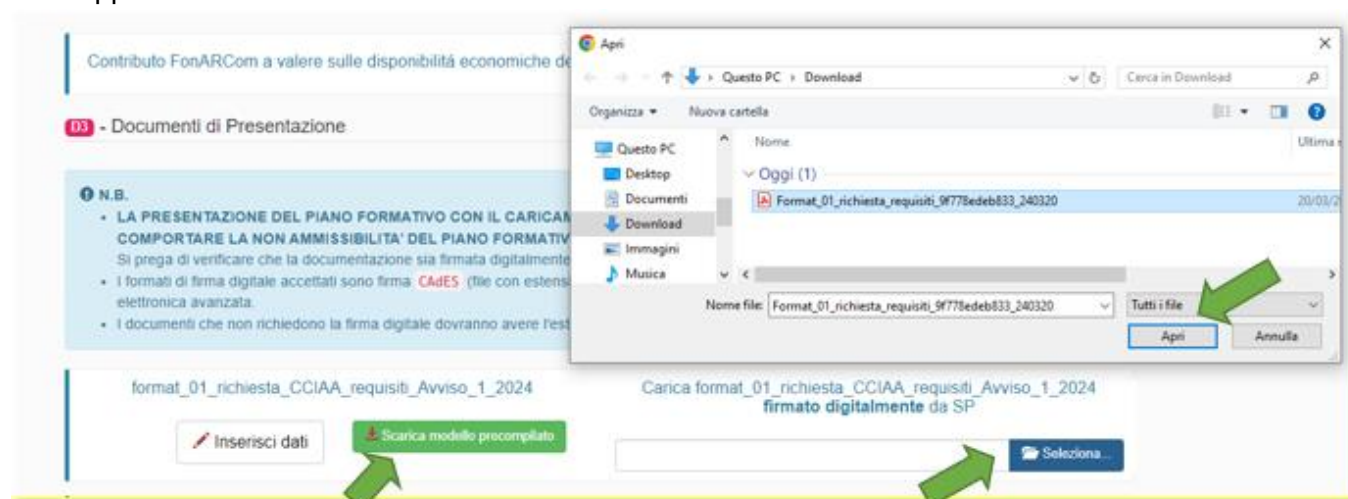 Contributo FonARCom a valere sulle disponibilitá economiche de
D3 - Documenti di Presentazione
N.B.
• LA PRESENTAZIONE DEL PIANO FORMATIVO CON IL CARICAM
COMPORTARE LA NON AMMISSIBILITA' DEL PIANO FORMATIV
Si prega di verificare che la documentazione sia firmata digitalmente
• I formati di firma digitale accettati sono firma CAdES (file con estens
elettronica avanzata.
• I documenti che non richiedono la firma digitale dovranno avere l'est
Apri
Questo PC › Download
Cerca in Download
Organizza
Nuova cartella
Nome
Ultima
Questo PC
Desktop
Documenti
Download
Immagini
Musica
Oggi (1)
Format_01_richiesta_requisiti_9f778edeb833_240320
20/03/2
Nome file: Format_01_richiesta_requisiti_9f778edeb833_240320
Tutti i file
Apri
Annulla
format_01_richiesta_CCIAA_requisiti_Avviso_1_2024
Inserisci dati
Scarica modello precompilato
Carica format_01_richiesta_CCIAA_requisiti_Avviso_1_2024
firmato digitalmente da SP
Seleziona...